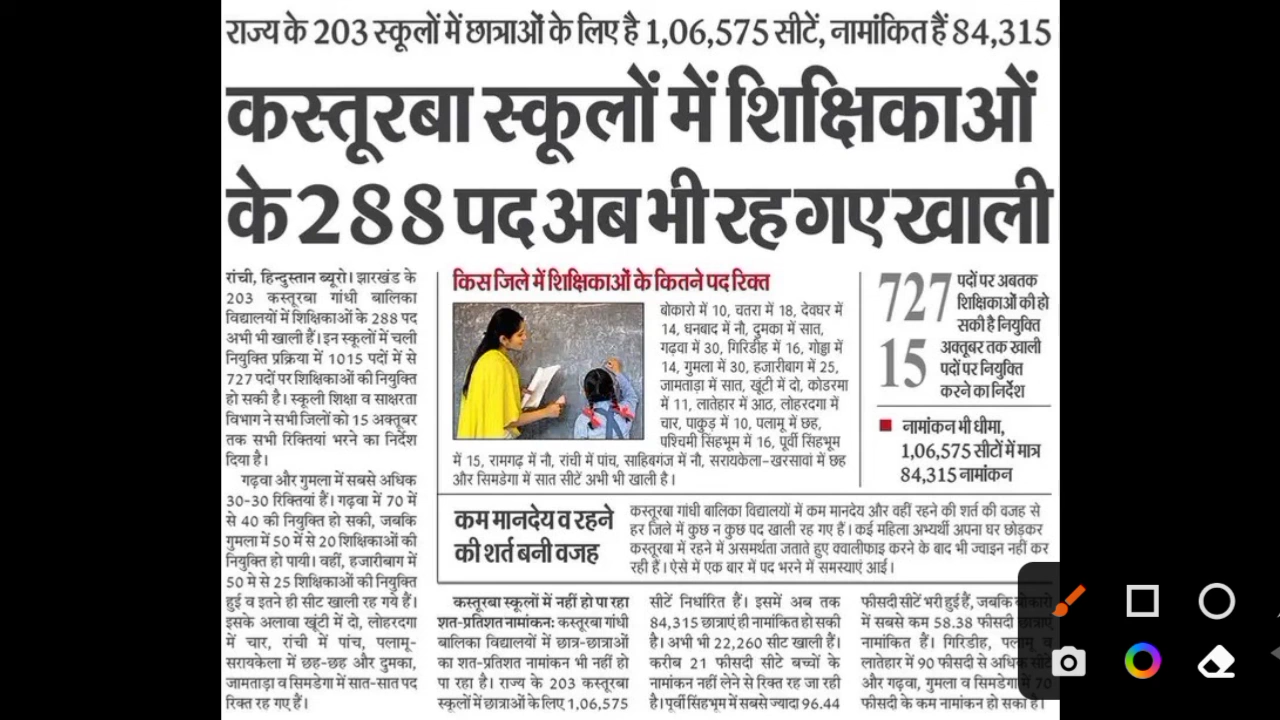 राज्य के 203 स्कूलों में छात्राओं के लिए है 1,06,575 सीटें, नामांकित हैं 84,315
कस्तूरबा स्कूलों में शिक्षिकाओं
के 288 पद अब भी रह गए खाली
रांची, हिन्दुस्तान ब्यूरो। झारखंड के
203 कस्तूरबा गांधी बालिका
विद्यालयों में शिक्षिकाओं के 288 पद
अभी भी खाली हैं। इन स्कूलों में चली
नियुक्ति प्रक्रिया में 1015 पदों में से
727 पदों पर शिक्षिकाओं की नियुक्ति
हो सकी है। स्कूली शिक्षा व साक्षरता
विभाग ने सभी जिलों को 15 अक्तूबर
तक सभी रिक्तियां भरने का निर्देश
दिया है।
गढ़वा और गुमला में सबसे अधिक
30-30 रिक्तियां हैं। गढ़वा में 70 में
से 40 की नियुक्ति हो सकी, जबकि
गुमला में 50 में से 20 शिक्षिकाओं की
नियुक्ति हो पायी। वहीं, हजारीबाग में
50 मे से 25 शिक्षिकाओं की नियुक्ति
हुई व इतने ही सीट खाली रह गये हैं।
इसके अलावा खूंटी में दो, लोहरदगा
में चार, रांची में पांच, पलामू-
सरायकेला में छह-छह और दुमका,
जामताड़ा व सिमडेगा में सात-सात पद
रिक्त रह गए हैं।
किस जिले में शिक्षिकाओं के कितने पद रिक्त
बोकारो में 10, चतरा में 18, देवघर में
14, धनबाद में नौ, दुमका में सात,
गढ़वा में 30, गिरिडीह में 16, गोड्डा में
14, गुमला में 30, हजारीबाग में 25,
जामताड़ा में सात, खूंटी में दो, कोडरमा
में 11, लातेहार में आठ, लोहरदगा में
चार, पाकुड़ में 10, पलामू में छह,
पश्चिमी सिंहभूम में 16, पूर्वी सिंहभूम
में 15, रामगढ़ में नौ, रांची में पांच, साहिबगंज में नौ, सरायकेला-खरसावां में छह
और सिमडेगा में सात सीटें अभी भी खाली है।
727 पदों पर अबतक
शिक्षिकाओं की हो
सकी है नियुक्ति
15 अक्तूबर तक खाली
पदों पर नियुक्ति
करने का निर्देश
नामांकन भी धीमा,
1,06,575 सीटों में मात्र
84,315 नामांकन
कम मानदेय व रहने
की शर्त बनी वजह
कस्तूरबा गांधी बालिका विद्यालयों में कम मानदेय और वहीं रहने की शर्त की वजह से
हर जिले में कुछ न कुछ पद खाली रह गए हैं। कई महिला अभ्यर्थी अपना घर छोड़कर
कस्तूरबा में रहने में असमर्थता जताते हुए क्वालीफाइ करने के बाद भी ज्वाइन नहीं कर
रही हैं। ऐसे में एक बार में पद भरने में समस्याएं आई।
कस्तूरबा स्कूलों में नहीं हो पा रहा
शत-प्रतिशत नामांकन: कस्तूरबा गांधी
बालिका विद्यालयों में छात्र-छात्राओं
का शत-प्रतिशत नामांकन भी नहीं हो
पा रहा है। राज्य के 203 कस्तूरबा
स्कूलों में छात्राओं के लिए 1,06,575
सीटें निर्धारित हैं। इसमें अब तक
84,315 छात्राएं ही नामांकित हो सकी
है। अभी भी 22,260 सीट खाली हैं।
करीब 21 फीसदी सीटे बच्चों के
नामांकन नहीं लेने से रिक्त रह जा रही
है। पूर्वी सिंहभूम में सबसे ज्यादा 96.44
फीसदी सीटें भरी हुई हैं, जबकि बोकारो
में सबसे कम 58.38 फीसदी छात्राएं
नामांकित हैं। गिरिडीह, पलामू व
लातेहार में 90 फीसदी से अधिक सीटें
और गढ़वा, गुमला व सिमडेगा में 70
फीसदी के कम नामांकन हो सका है।